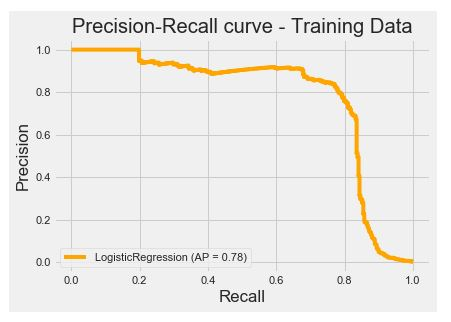 Precision-Recall curve - Training Data
1.0
0.8
0.6
0.4
0.2
0.0
Precision
LogisticRegression (AP = 0.78)
0.0 0.2 0.4 0.6 0.8 1.0
Recall